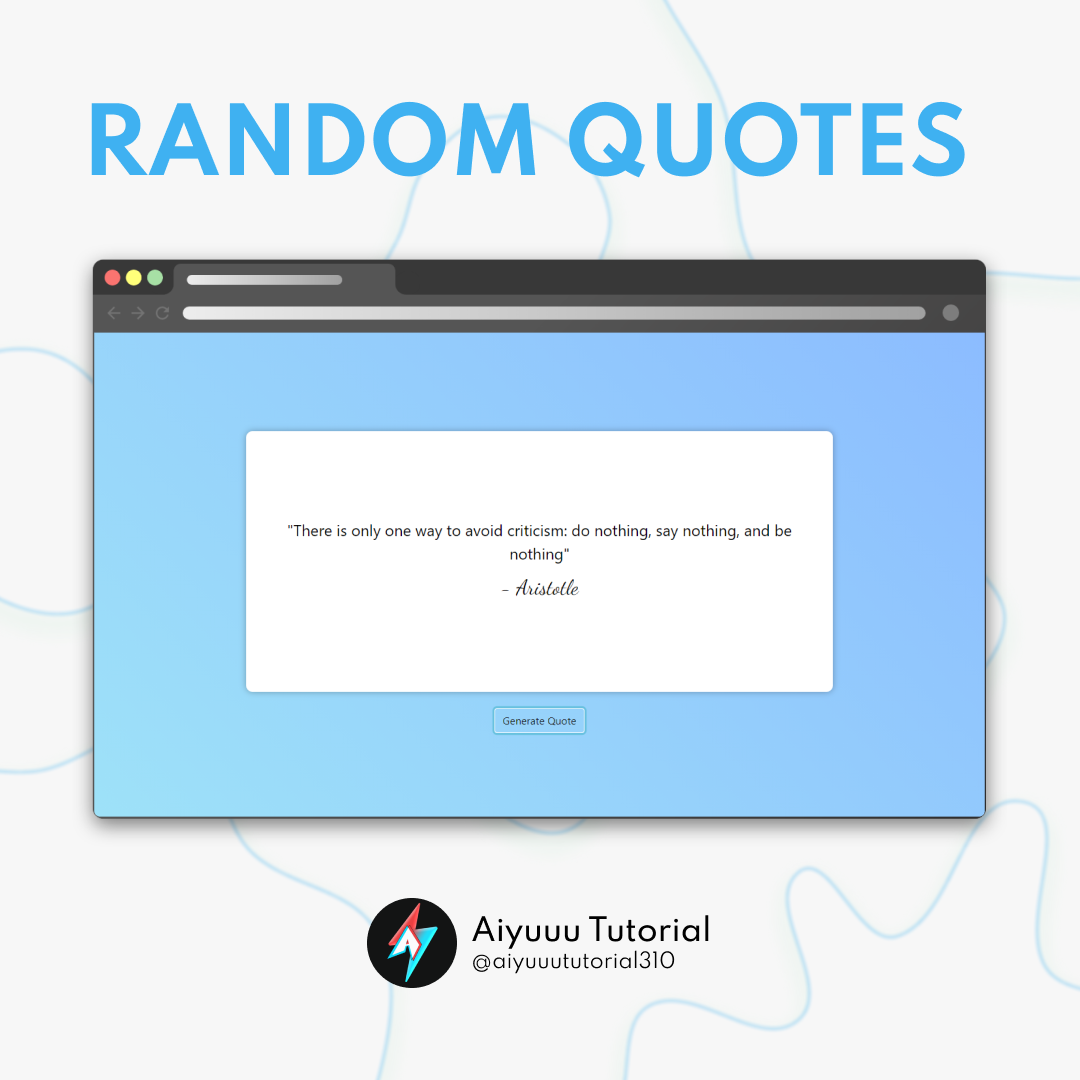 RANDOM QUOTES
"There is only one way to avoid criticism: do nothing, say nothing, and be
nothing"
- Aristotle
Generate Quote
Aiyuuu Tutorial
@aiyuuututorial310